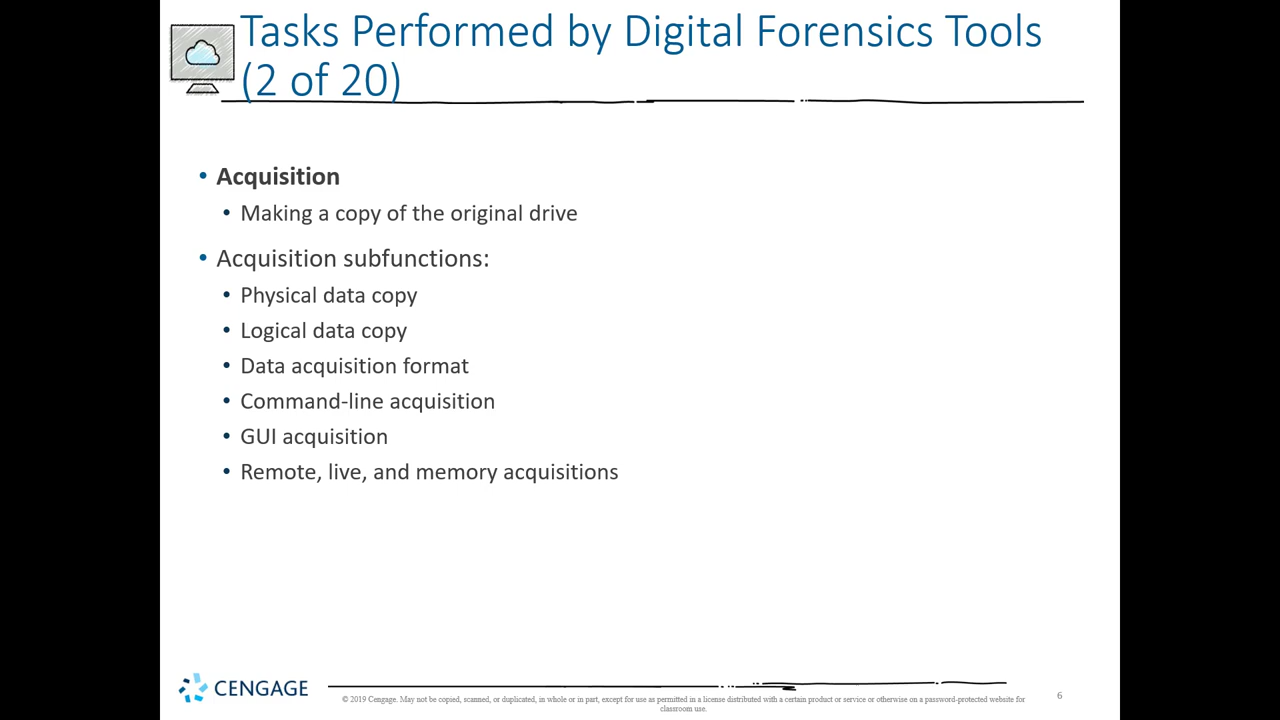 Tasks Performed by Digital Forensics Tools
(2 of 20)
• Acquisition
• Making a copy of the original drive
• Acquisition subfunctions:
• Physical data copy
• Logical data copy
• Data acquisition format
• Command-line acquisition
• GUI acquisition
• Remote, live, and memory acquisitions
CENGAGE
© 2019 Cengage. May not be copied, scanned, or duplicated, in whole or in part, except for use as permitted in a license distributed with a certain product or service or otherwise on a password-protected website for
classroom use.
6